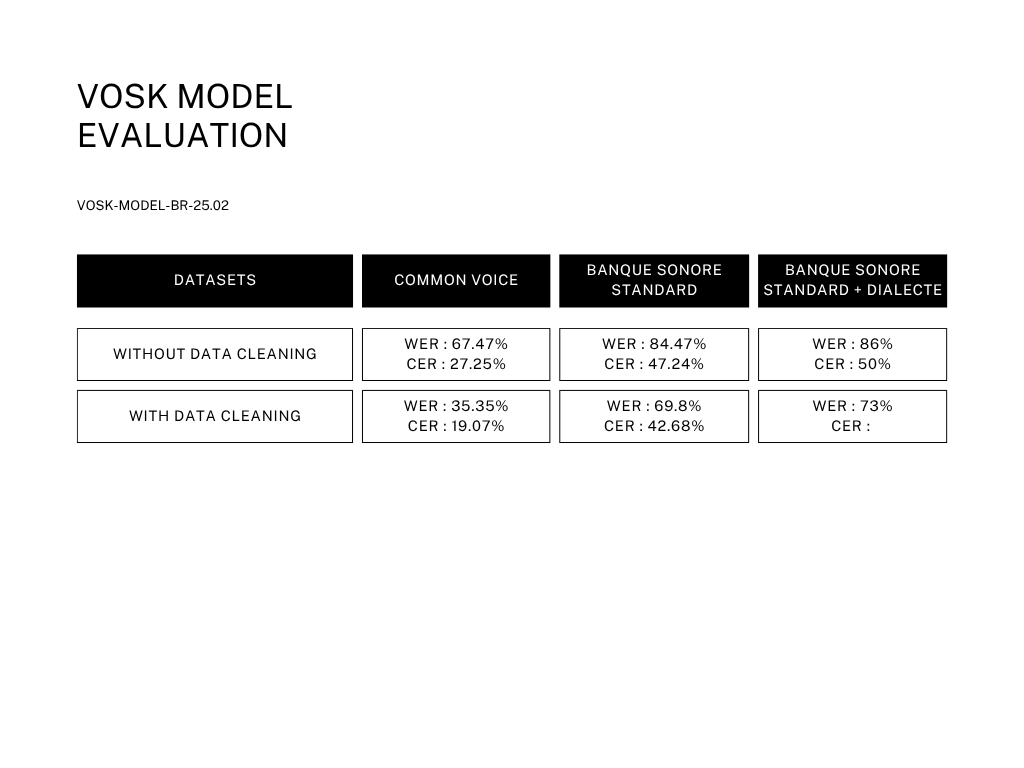 VOSK MODEL
EVALUATION
VOSK-MODEL-BR-25.02
DATASETS
COMMON VOICE
BANQUE SONORE
STANDARD
BANQUE SONORE
STANDARD + DIALECTE
WITHOUT DATA CLEANING
WER : 67.47%
CER : 27.25%
WER : 84.47%
CER : 47.24%
WER : 86%
CER : 50%
WITH DATA CLEANING
WER : 35.35%
CER : 19.07%
WER : 69.8%
CER : 42.68%
WER : 73%
CER :